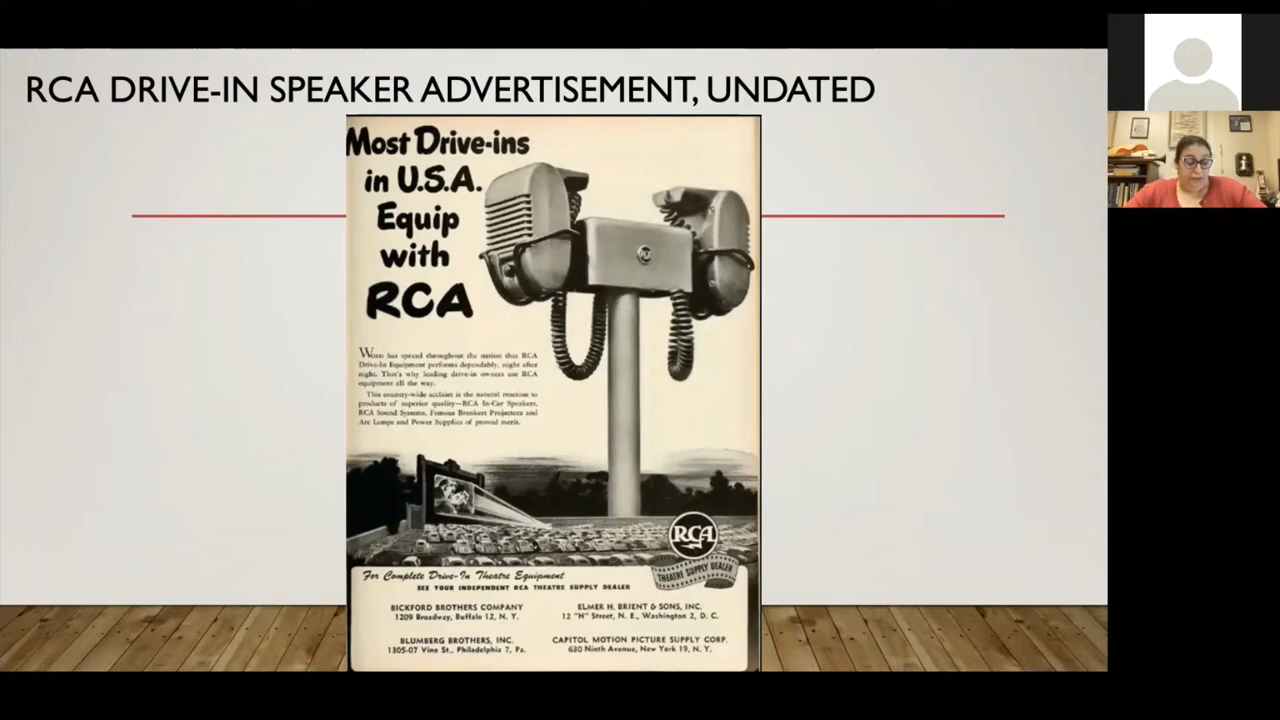 RCA DRIVE-IN SPEAKER ADVERTISEMENT, UNDATED
Most Drive-ins
in U.S.A.
Equip
with
RCA
WORD has spread throughout the nation that RCA
Drive-In Equipment performs dependably, night after
night. That's why leading drive-in owners use RCA
equipment all the way.
This country-wide acclaim is the natural reaction to
products of superior quality—RCA In-Car Speakers,
RCA Sound Systems, Famous Brenkert Projectors and
Arc Lamps and Power Supplies of proved merit.
RCA
RCA
THEATRE SUPPLY DEALER
For Complete Drive-In Theatre Equipment
SEE YOUR INDEPENDENT RCA THEATRE SUPPLY DEALER
BICKFORD BROTHERS COMPANY
1209 Broadway, Buffalo 12, N. Y.
ELMER H. BRIENT & SONS, INC.
12 "H" Street, N. E., Washington 2, D. C.
BLUMBERG BROTHERS, INC.
1305-07 Vine St., Philadelphia 7, Pa.
CAPITOL MOTION PICTURE SUPPLY CORP.
630 Ninth Avenue, New York 19, N. Y.